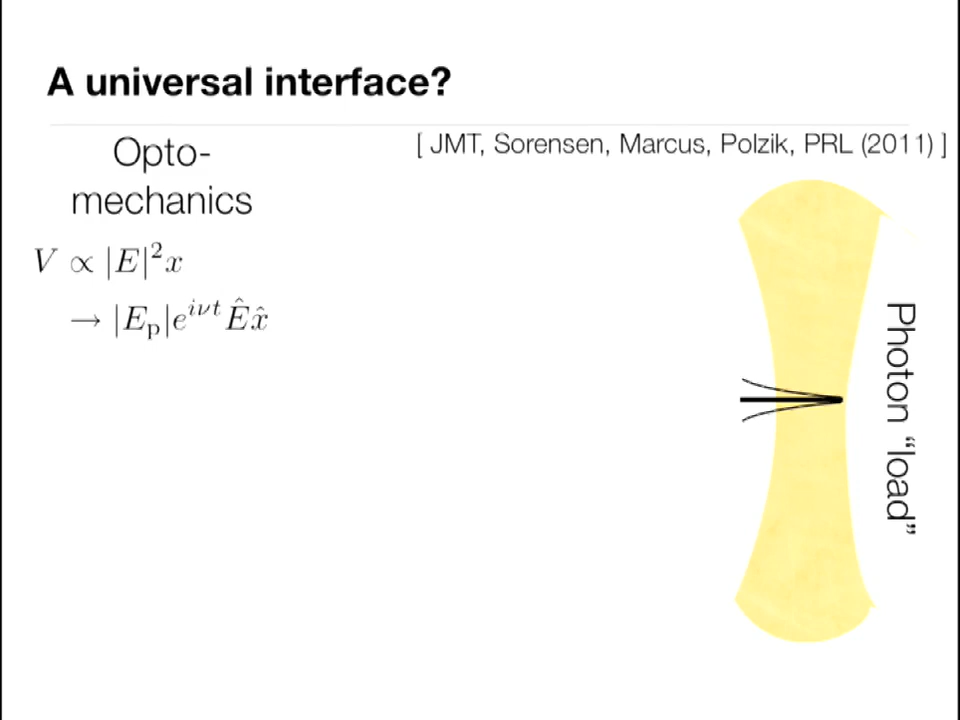 A universal interface?
[ JMT, Sorensen, Marcus, Polzik, PRL (2011) ]
Opto-
mechanics
V ∝ |E|²x
→ |E_p|e^{iνt} Ê x̂
Photon “load”